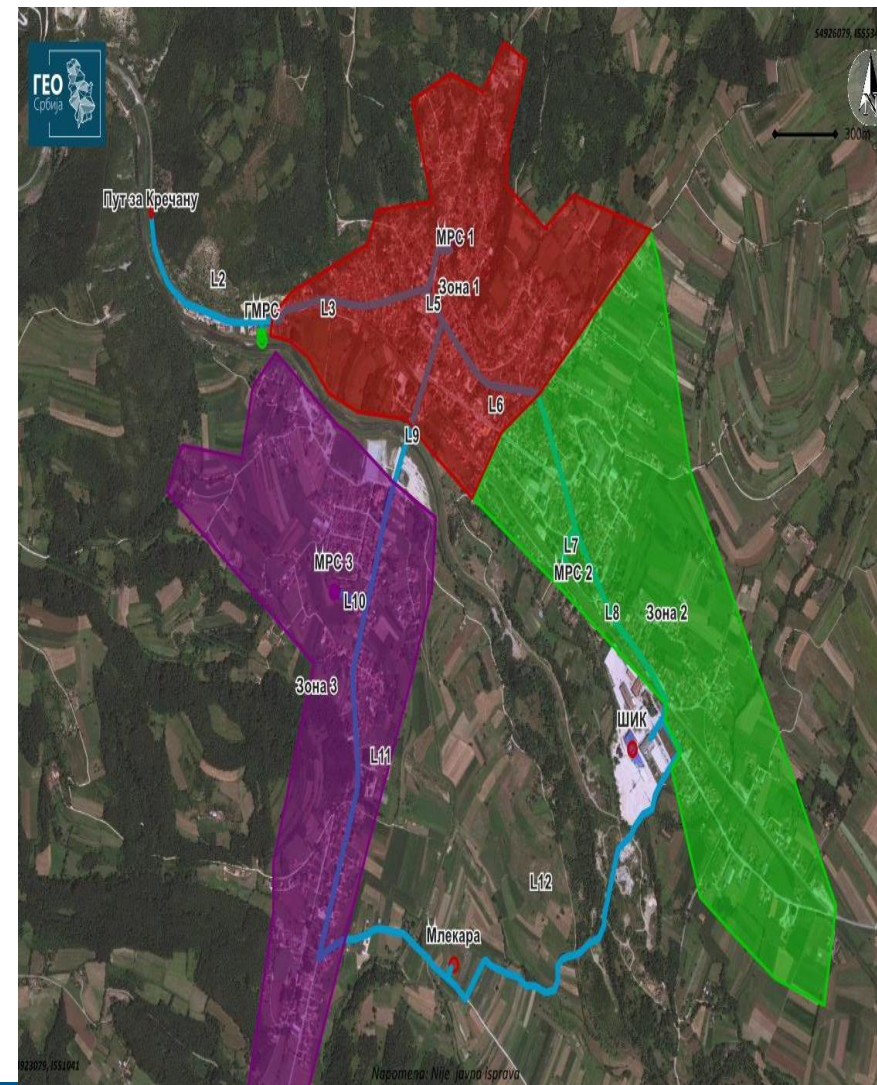 ГЕО
Србија
300m
Пут за Кречану
МРС 1
L2
Зона 1
ГМРС
L3
L5
L6
L9
L7
МРС 2
МРС 3
L10
L8
Зона 2
Зона 3
ШИК
L11
L12
Млекара
Napomena: Nije javna isprava